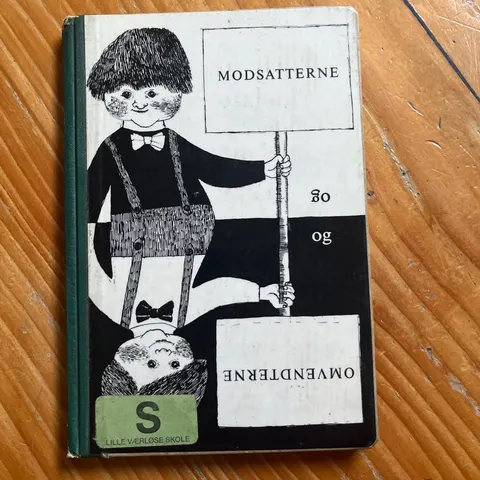 MODSATTERNE
og
og
OMVENDTERNE
S
LILLE VÆRLØSE SKOLE